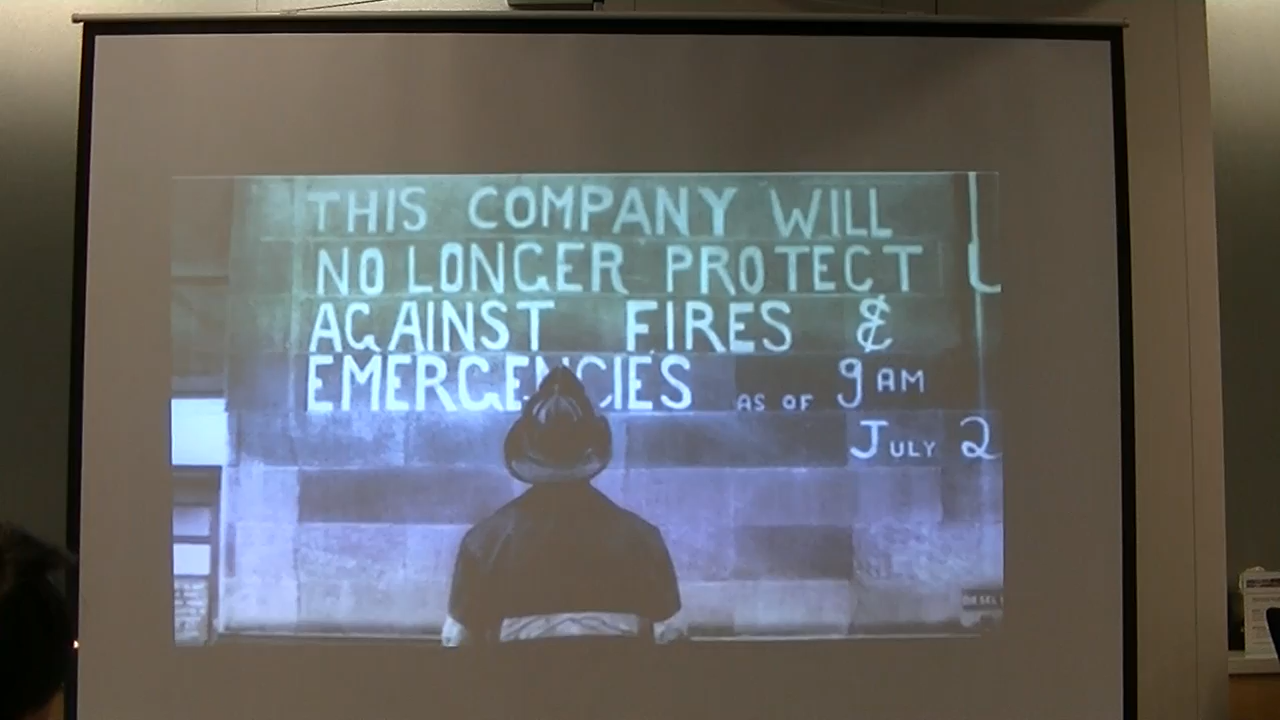 THIS COMPANY WILL
NO LONGER PROTECT
AGAINST FIRES &
EMERGENCIES AS OF 9 AM
JULY 2